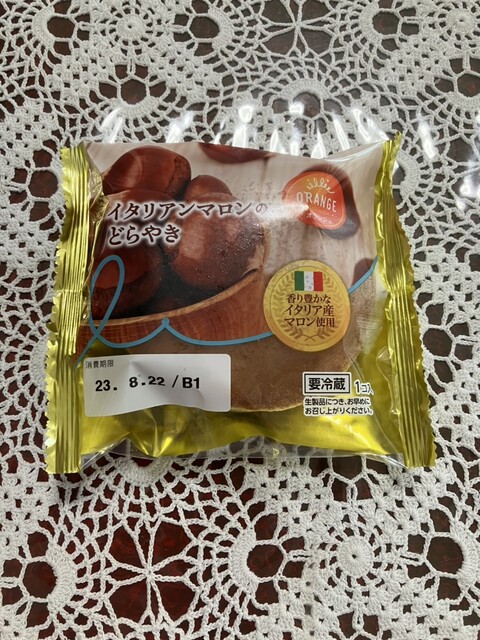 イタリアンマロンの
どらやき
ORANGE
香り豊かな
イタリア産
マロン使用
消費期限
23. 8.22 / B1
要冷蔵
1コ入
生製品につき、お早めに
お召し上がりください。